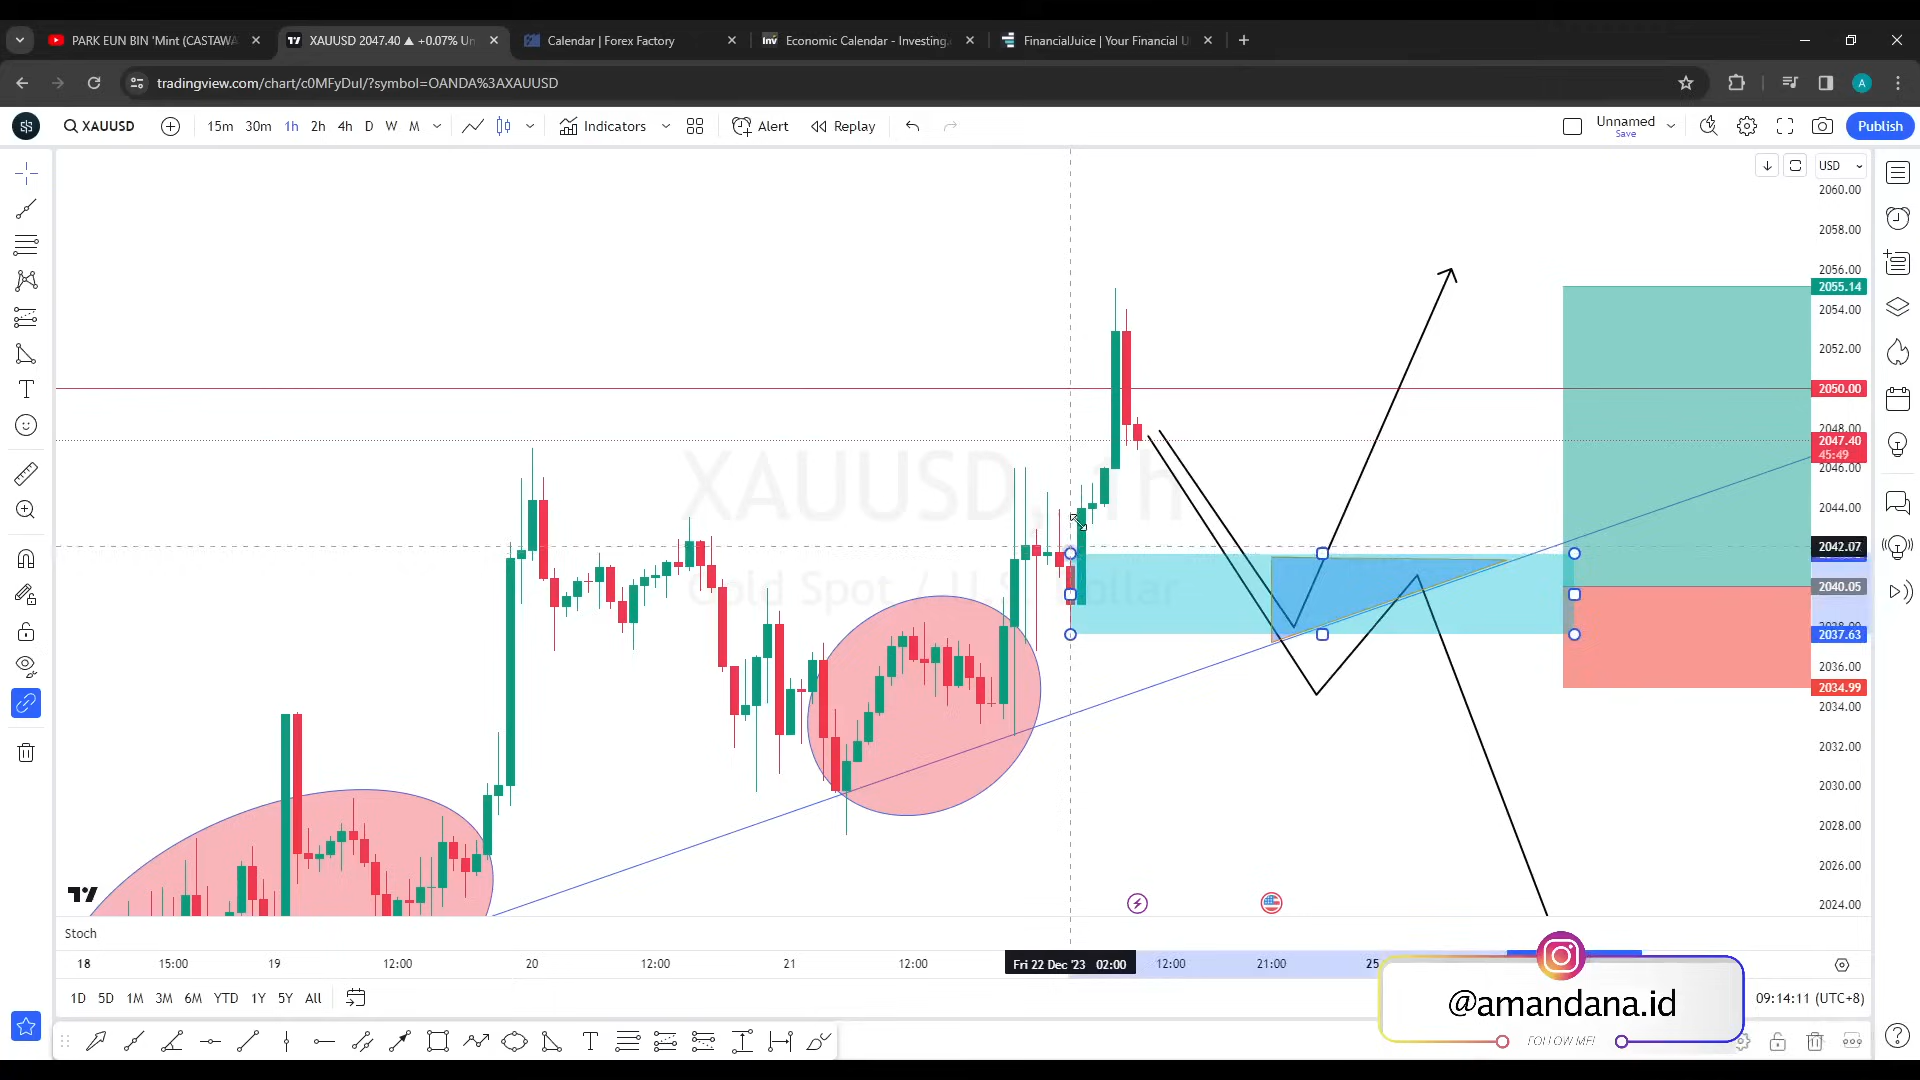 PARK EUN BIN 'Mint (CASTAWA
XAUUSD 2047.40 ▲ +0.07% Un
Calendar | Forex Factory
Economic Calendar - Investing.
FinancialJuice | Your Financial U
tradingview.com/chart/c0MFyDul/?symbol=OANDA%3AXAUUSD
XAUUSD
15m 30m 1h 2h 4h D W M
Indicators
Alert
Replay
Unnamed
Save
Publish
USD
2060.00
2058.00
2056.00
2055.14
2054.00
2052.00
2050.00
2048.00
2047.40
45:49
2046.00
2044.00
2042.07
2040.05
2037.63
2036.00
2034.99
2034.00
2032.00
2030.00
2028.00
2026.00
2024.00
XAUUSD, 1h
Gold Spot / U.S. Dollar
Stoch
18 15:00 19 12:00 20 12:00 21 12:00 Fri 22 Dec '23 02:00 12:00 21:00 25
1D 5D 1M 3M 6M YTD 1Y 5Y All
09:14:11 (UTC+8)
@amandana.id
FOLLOW ME!